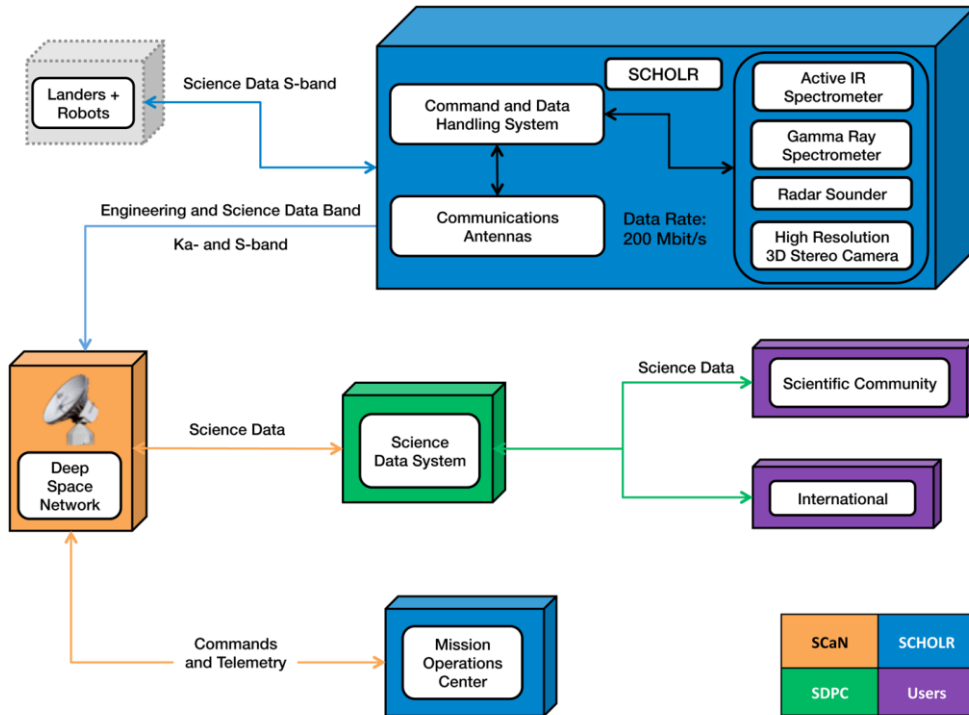 Landers +
Robots
Science Data S-band
SCHOLR
Command and Data
Handling System
Communications
Antennas
Data Rate:
200 Mbit/s
Active IR
Spectrometer
Gamma Ray
Spectrometer
Radar Sounder
High Resolution
3D Stereo Camera
Engineering and Science Data Band
Ka- and S-band
Deep
Space
Network
Science Data
Science
Data System
Science Data
Scientific Community
International
Commands
and Telemetry
Mission
Operations
Center
SCaN
SCHOLR
SDPC
Users